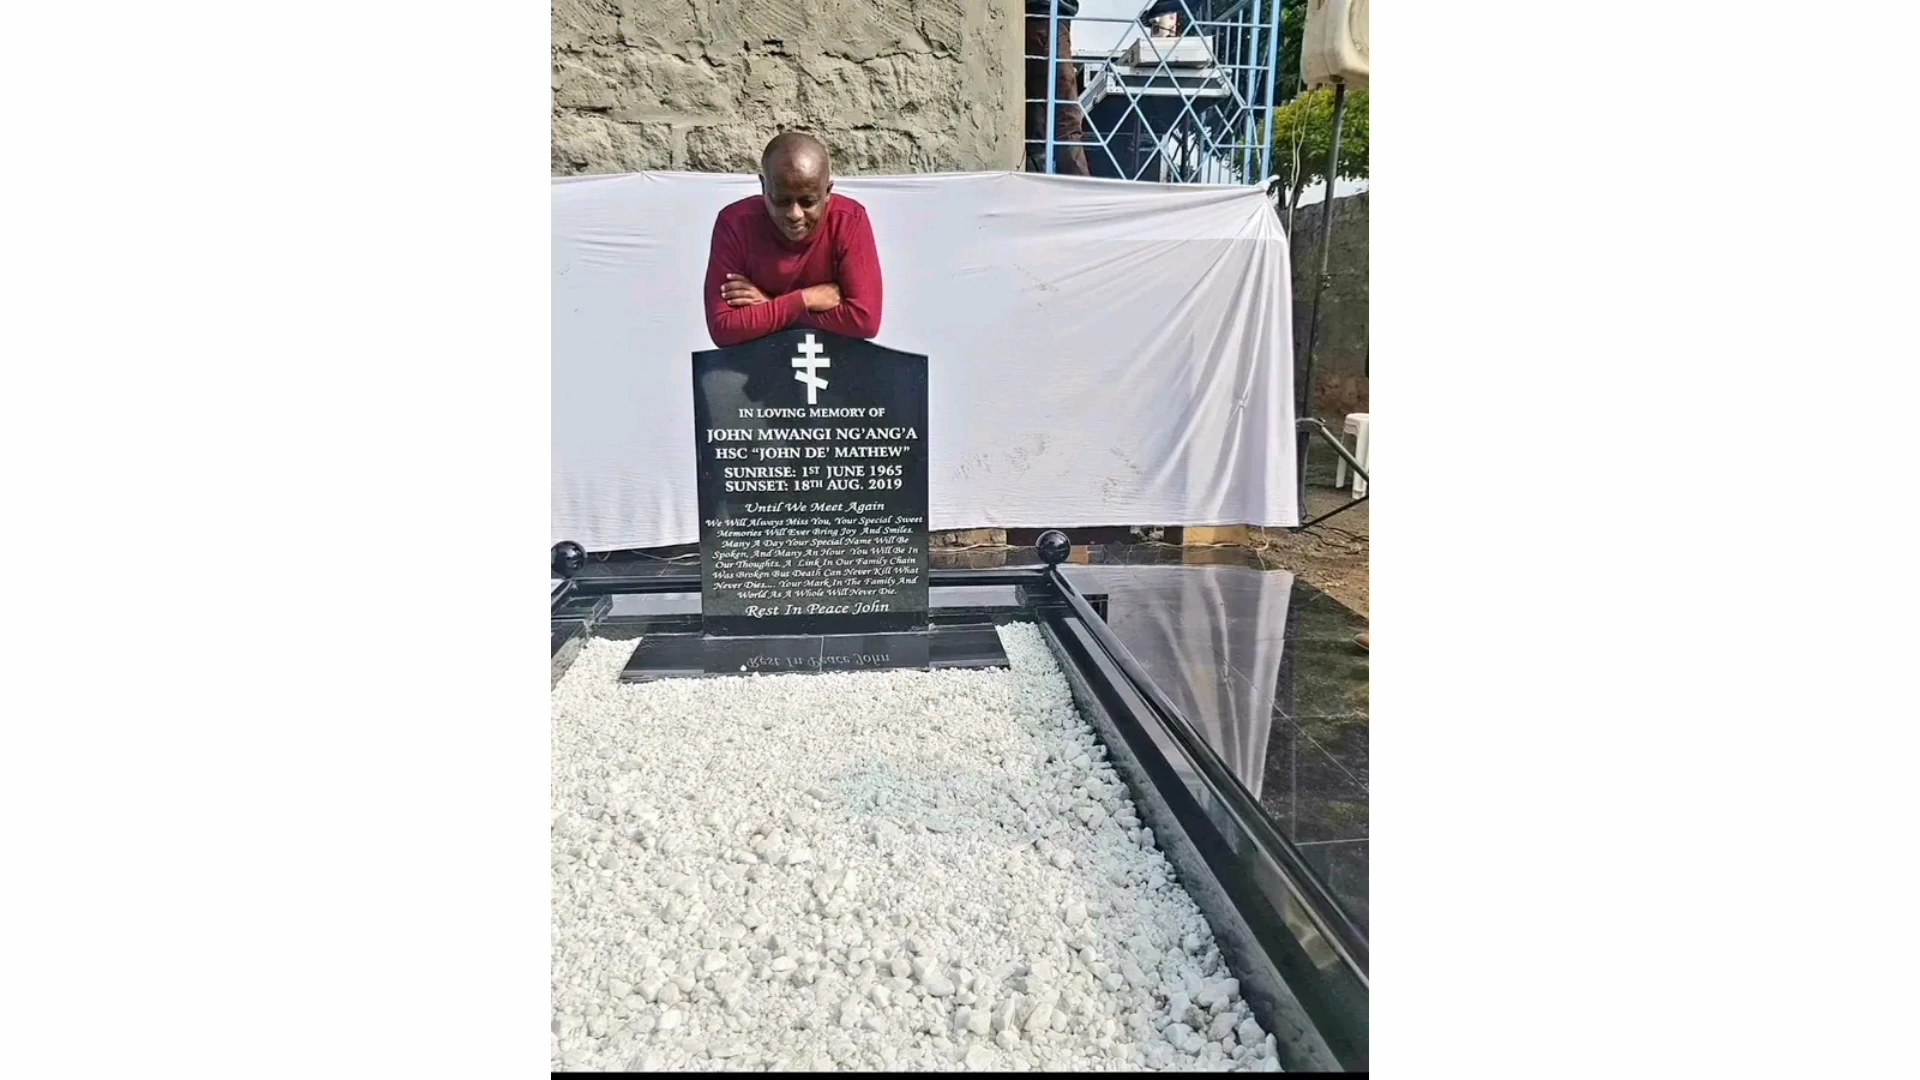 IN LOVING MEMORY OF
JOHN MWANGI NG'ANG'A
HSC "JOHN DE' MATHEW"
SUNRISE: 1ST JUNE 1965
SUNSET: 18TH AUG. 2019
Until We Meet Again
We Will Always Miss You, Your Special Sweet
Memories Will Ever Bring Joy And Smiles.
Many A Day Your Special Name Will Be
Spoken, And Many An Hour You Will Be In
Our Thoughts. A Link In Our Family Chain
Was Broken But Death Can Never Kill What
Never Dies.... Your Mark In The Family And
World As A Whole Will Never Die.
Rest In Peace John